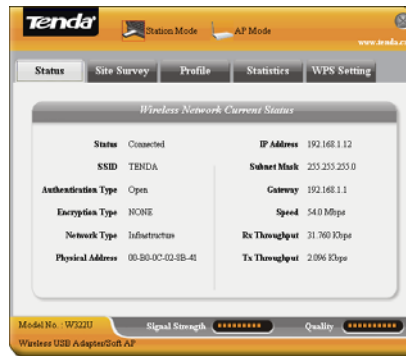 Tenda
Station Mode AP Mode
Status Site Survey Profile Statistics WPS Setting
Wireless Network Current Status
Status Connected IP Address 192.168.1.12
SSID TENDA Subnet Mask 255.255.255.0
Authentication Type Open Gateway 192.168.1.1
Encryption Type NONE Speed 54.0 Mbps
Network Type Infrastructure Rx Throughput 31.760 Kbps
Physical Address 00-B0-0C-02-8B-41 Tx Throughput 2.096 Kbps
Model No. : W322U Signal Strength Quality
Wireless USB Adapter/Soft AP